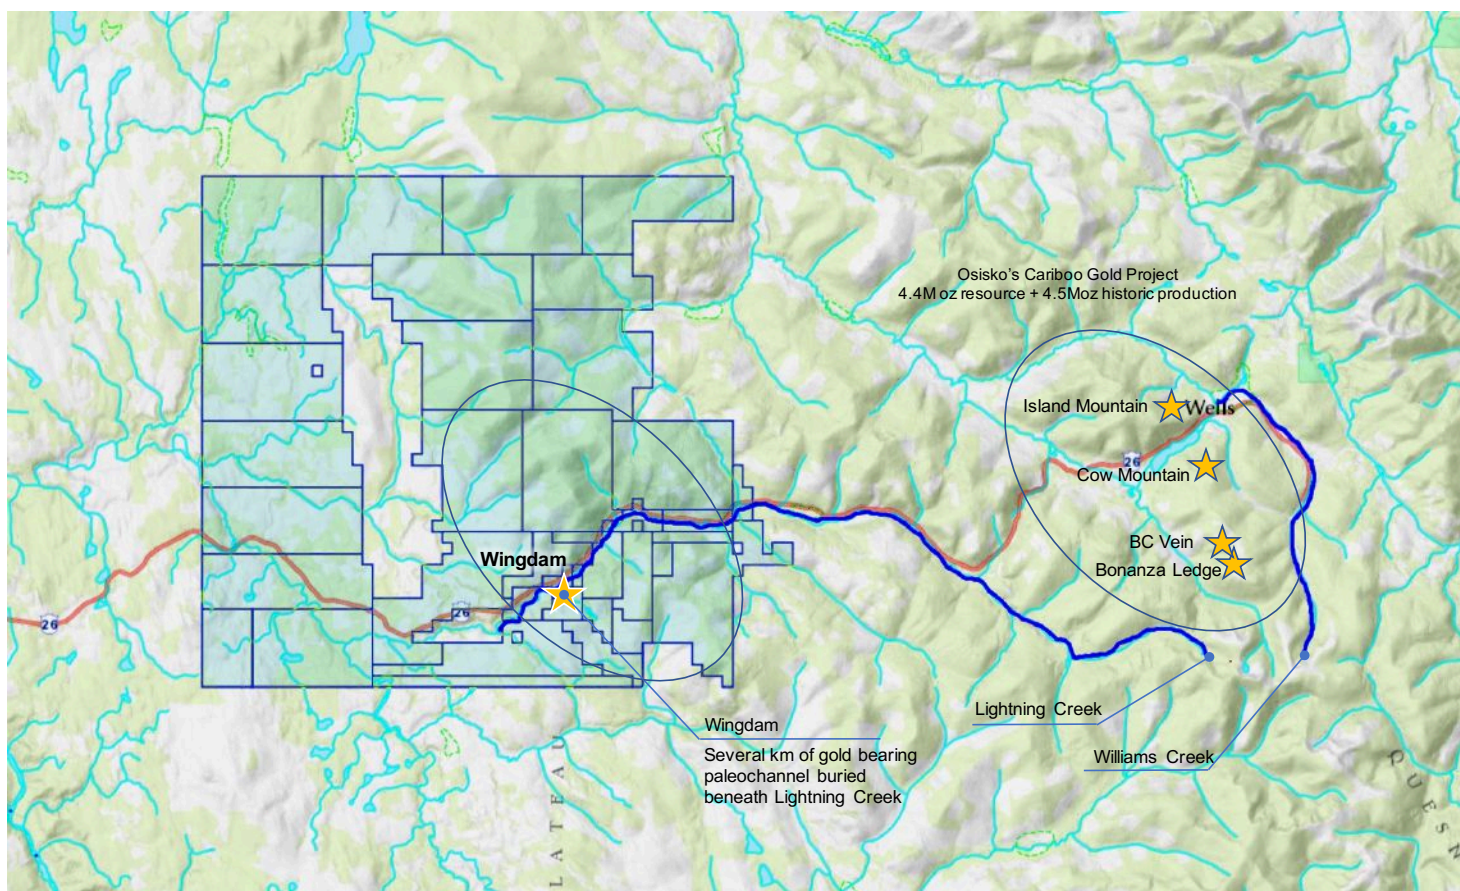 Osisko's Cariboo Gold Project
4.4M oz resource + 4.5Moz historic production
Island Mountain
Wells
26
Cow Mountain
BC Vein
Bonanza Ledge
Wingdam
26
26
Lightning Creek
Williams Creek
Wingdam
Several km of gold bearing
paleochannel buried
beneath Lightning Creek
LATEAU
QUESN